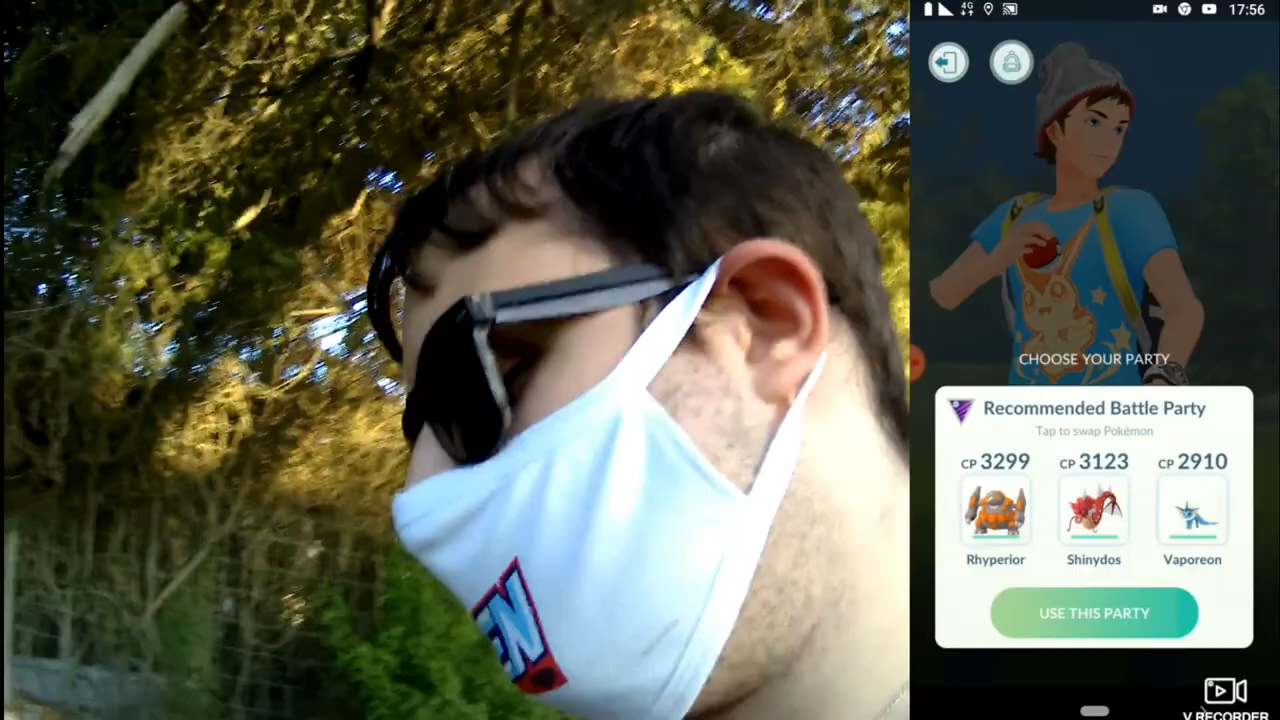 4G
17:56
CHOOSE YOUR PARTY
Recommended Battle Party
Tap to swap Pokémon
CP 3299
CP 3123
CP 2910
Rhyperior
Shinydos
Vaporeon
USE THIS PARTY
V RECORDER